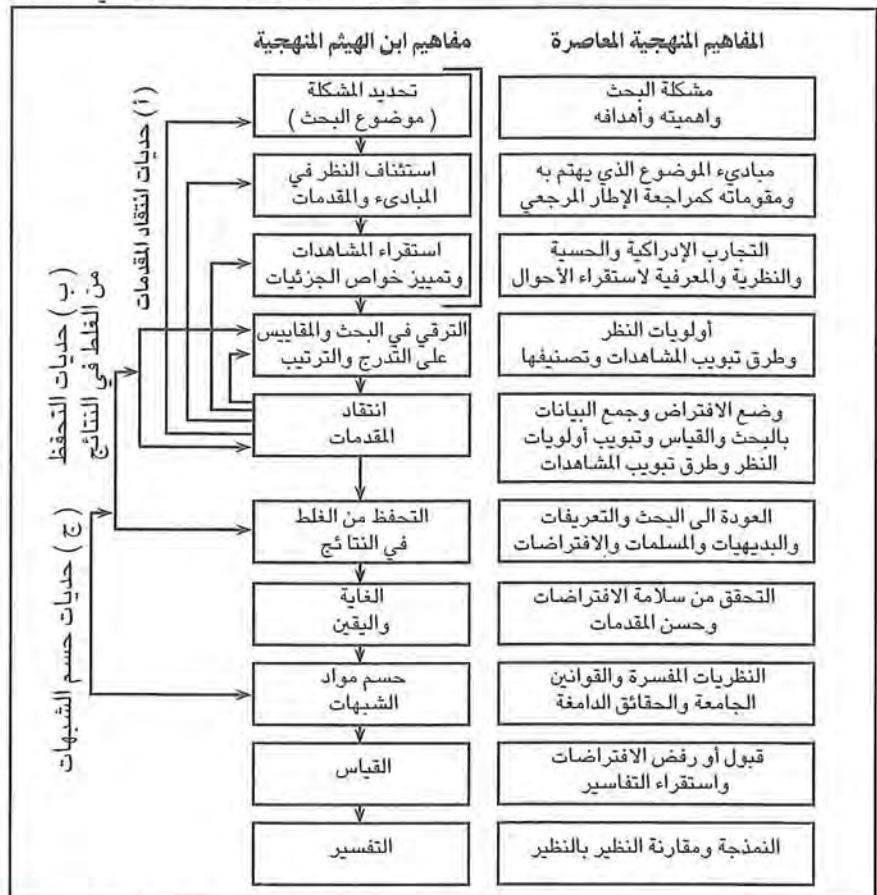 المفاهيم المنهجية المعاصرة
مفاهيم ابن الهيثم المنهجية
مشكلة البحث
واهميته وأهدافه
تحديد المشكلة
( موضوع البحث )
مباديء الموضوع الذي يهتم به
ومقوماته كمراجعة الإطار المرجعي
استئناف النظر في
المبادىء والمقدمات
التجارب الإدراكية والحسية
والنظرية والمعرفية لاستقراء الأحوال
استقراء المشاهدات
وتمييز خواص الجزئيات
أولويات النظر
وطرق تبويب المشاهدات وتصنيفها
الترقي في البحث والمقاييس
على التدرج والترتيب
وضع الافتراض وجمع البيانات
بالبحث والقياس وتبويب أولويات
النظر وطرق تبويب المشاهدات
انتقاد
المقدمات
العودة الى البحث والتعريفات
والبديهيات والمسلمات والافتراضات
التحفظ من الغلط
في النتائج
التحقق من سلامة الافتراضات
وحسن المقدمات
الغاية
واليقين
النظريات المفسرة والقوانين
الجامعة والحقائق الدامغة
حسم مواد
الشبهات
قبول أو رفض الافتراضات
واستقراء التفاسير
القياس
النمذجة ومقارنة النظير بالنظير
التفسير
( أ ) حديات انتقاد المقدمات
( ب ) حديات التحفظ
من الغلط في النتائج
( ج ) حديات حسم الشبهات